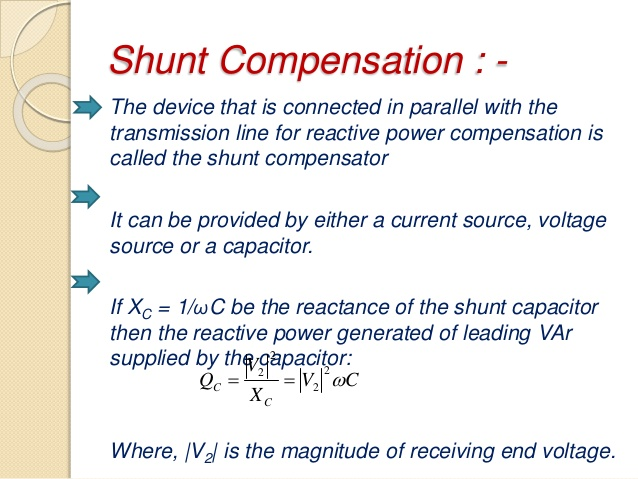 Shunt Compensation : -
The device that is connected in parallel with the
transmission line for reactive power compensation is
called the shunt compensator
It can be provided by either a current source, voltage
source or a capacitor.
If X_C = 1/ωC be the reactance of the shunt capacitor
then the reactive power generated of leading VAr
supplied by the capacitor:
Q_C = |V_2|^2 / X_C = |V_2|^2 ωC
Where, |V_2| is the magnitude of receiving end voltage.